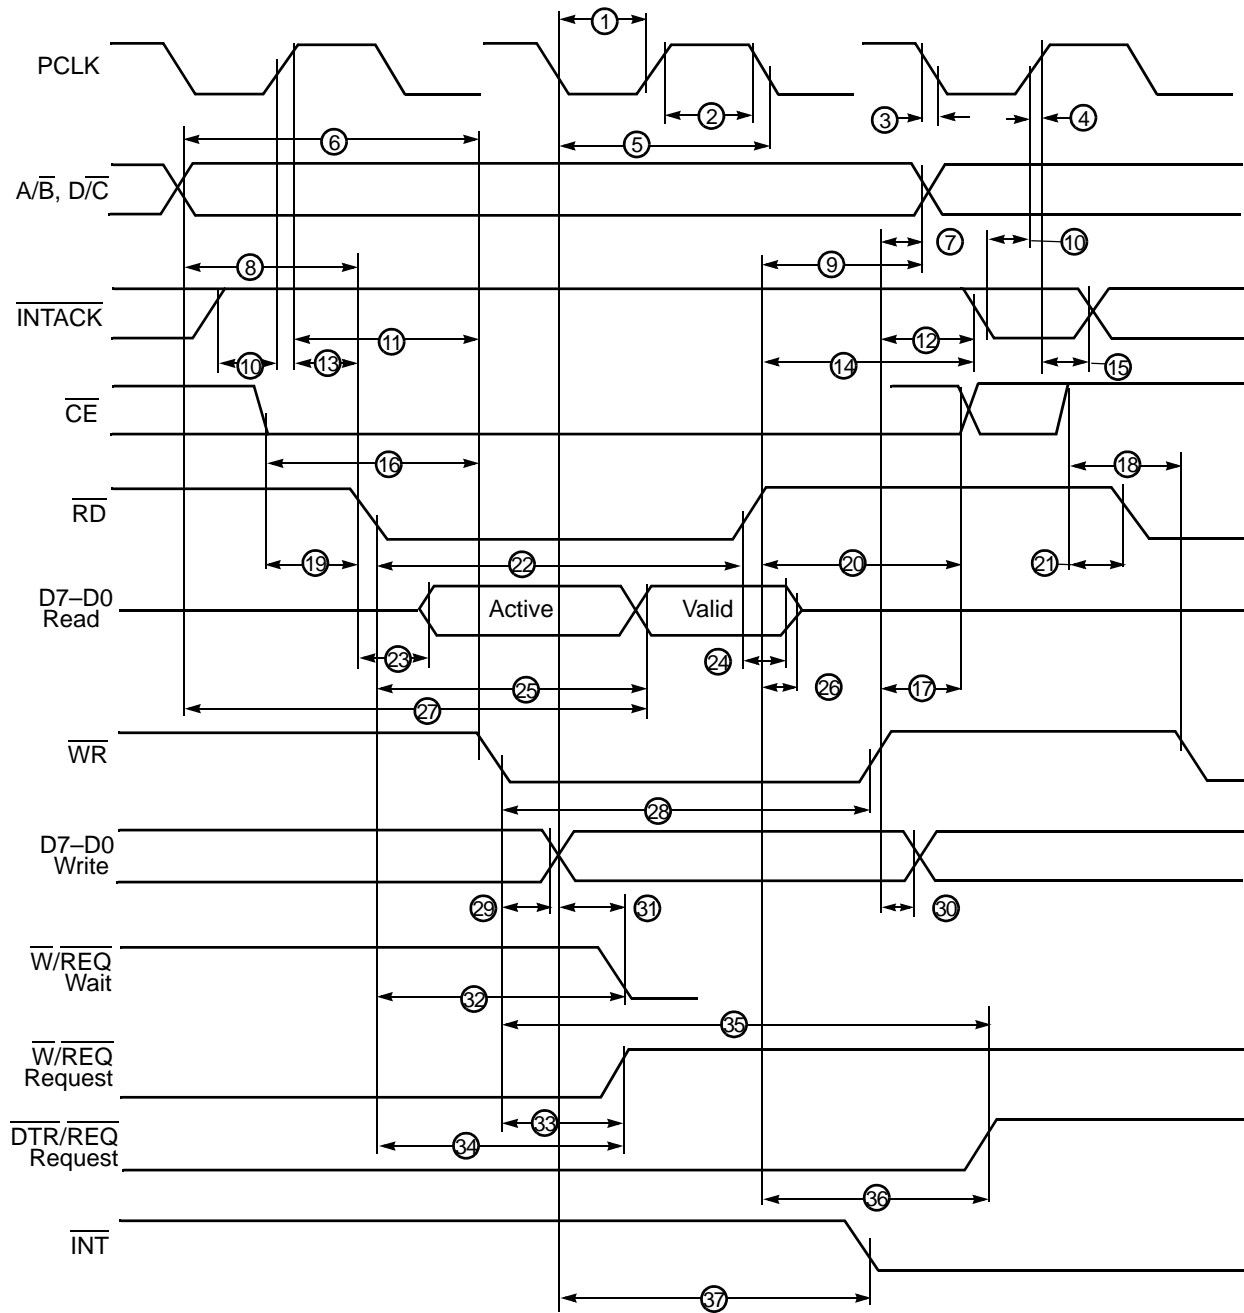 1
PCLK
2
3
4
6
5
A/B, D/C
7
10
8
9
INTACK
11
12
10
13
14
15
CE
16
18
RD
19
22
20
21
D7–D0
Read
Active
Valid
23
24
25
26
17
27
WR
28
D7–D0
Write
29
31
30
W/REQ
Wait
32
35
W/REQ
Request
33
DTR/REQ
Request
34
36
INT
37